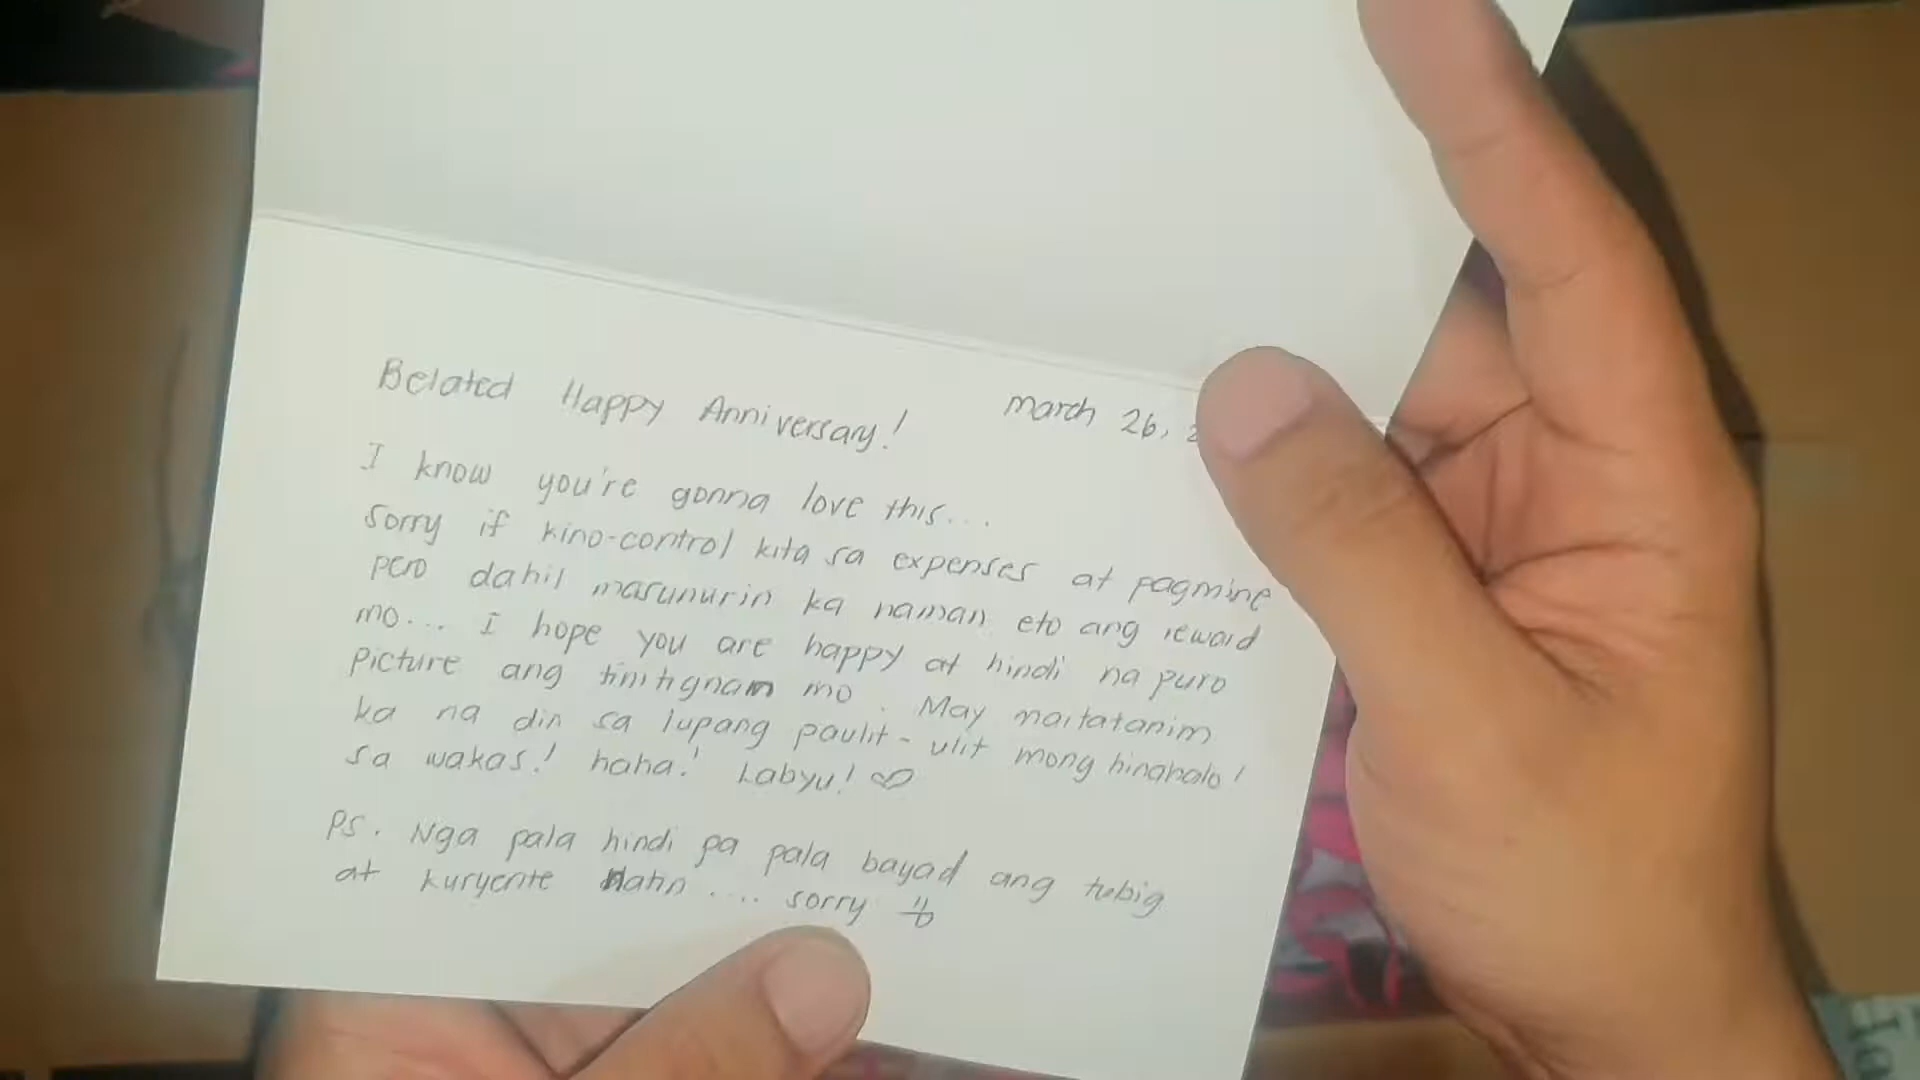 March 26,
Belated Happy Anniversary!
I know you're gonna love this...
Sorry if kino-control kita sa expenses at pagmine
pero dahil masunurin ka naman eto ang reward
mo... I hope you are happy at hindi na puro
picture ang tinitignan mo. May maitatanim
ka na din sa lupang paulit-ulit mong hinahalo!
sa wakas! haha! Labyu! ♡
PS. Nga pala hindi pa pala bayad ang tubig
at kuryente natin .... sorry